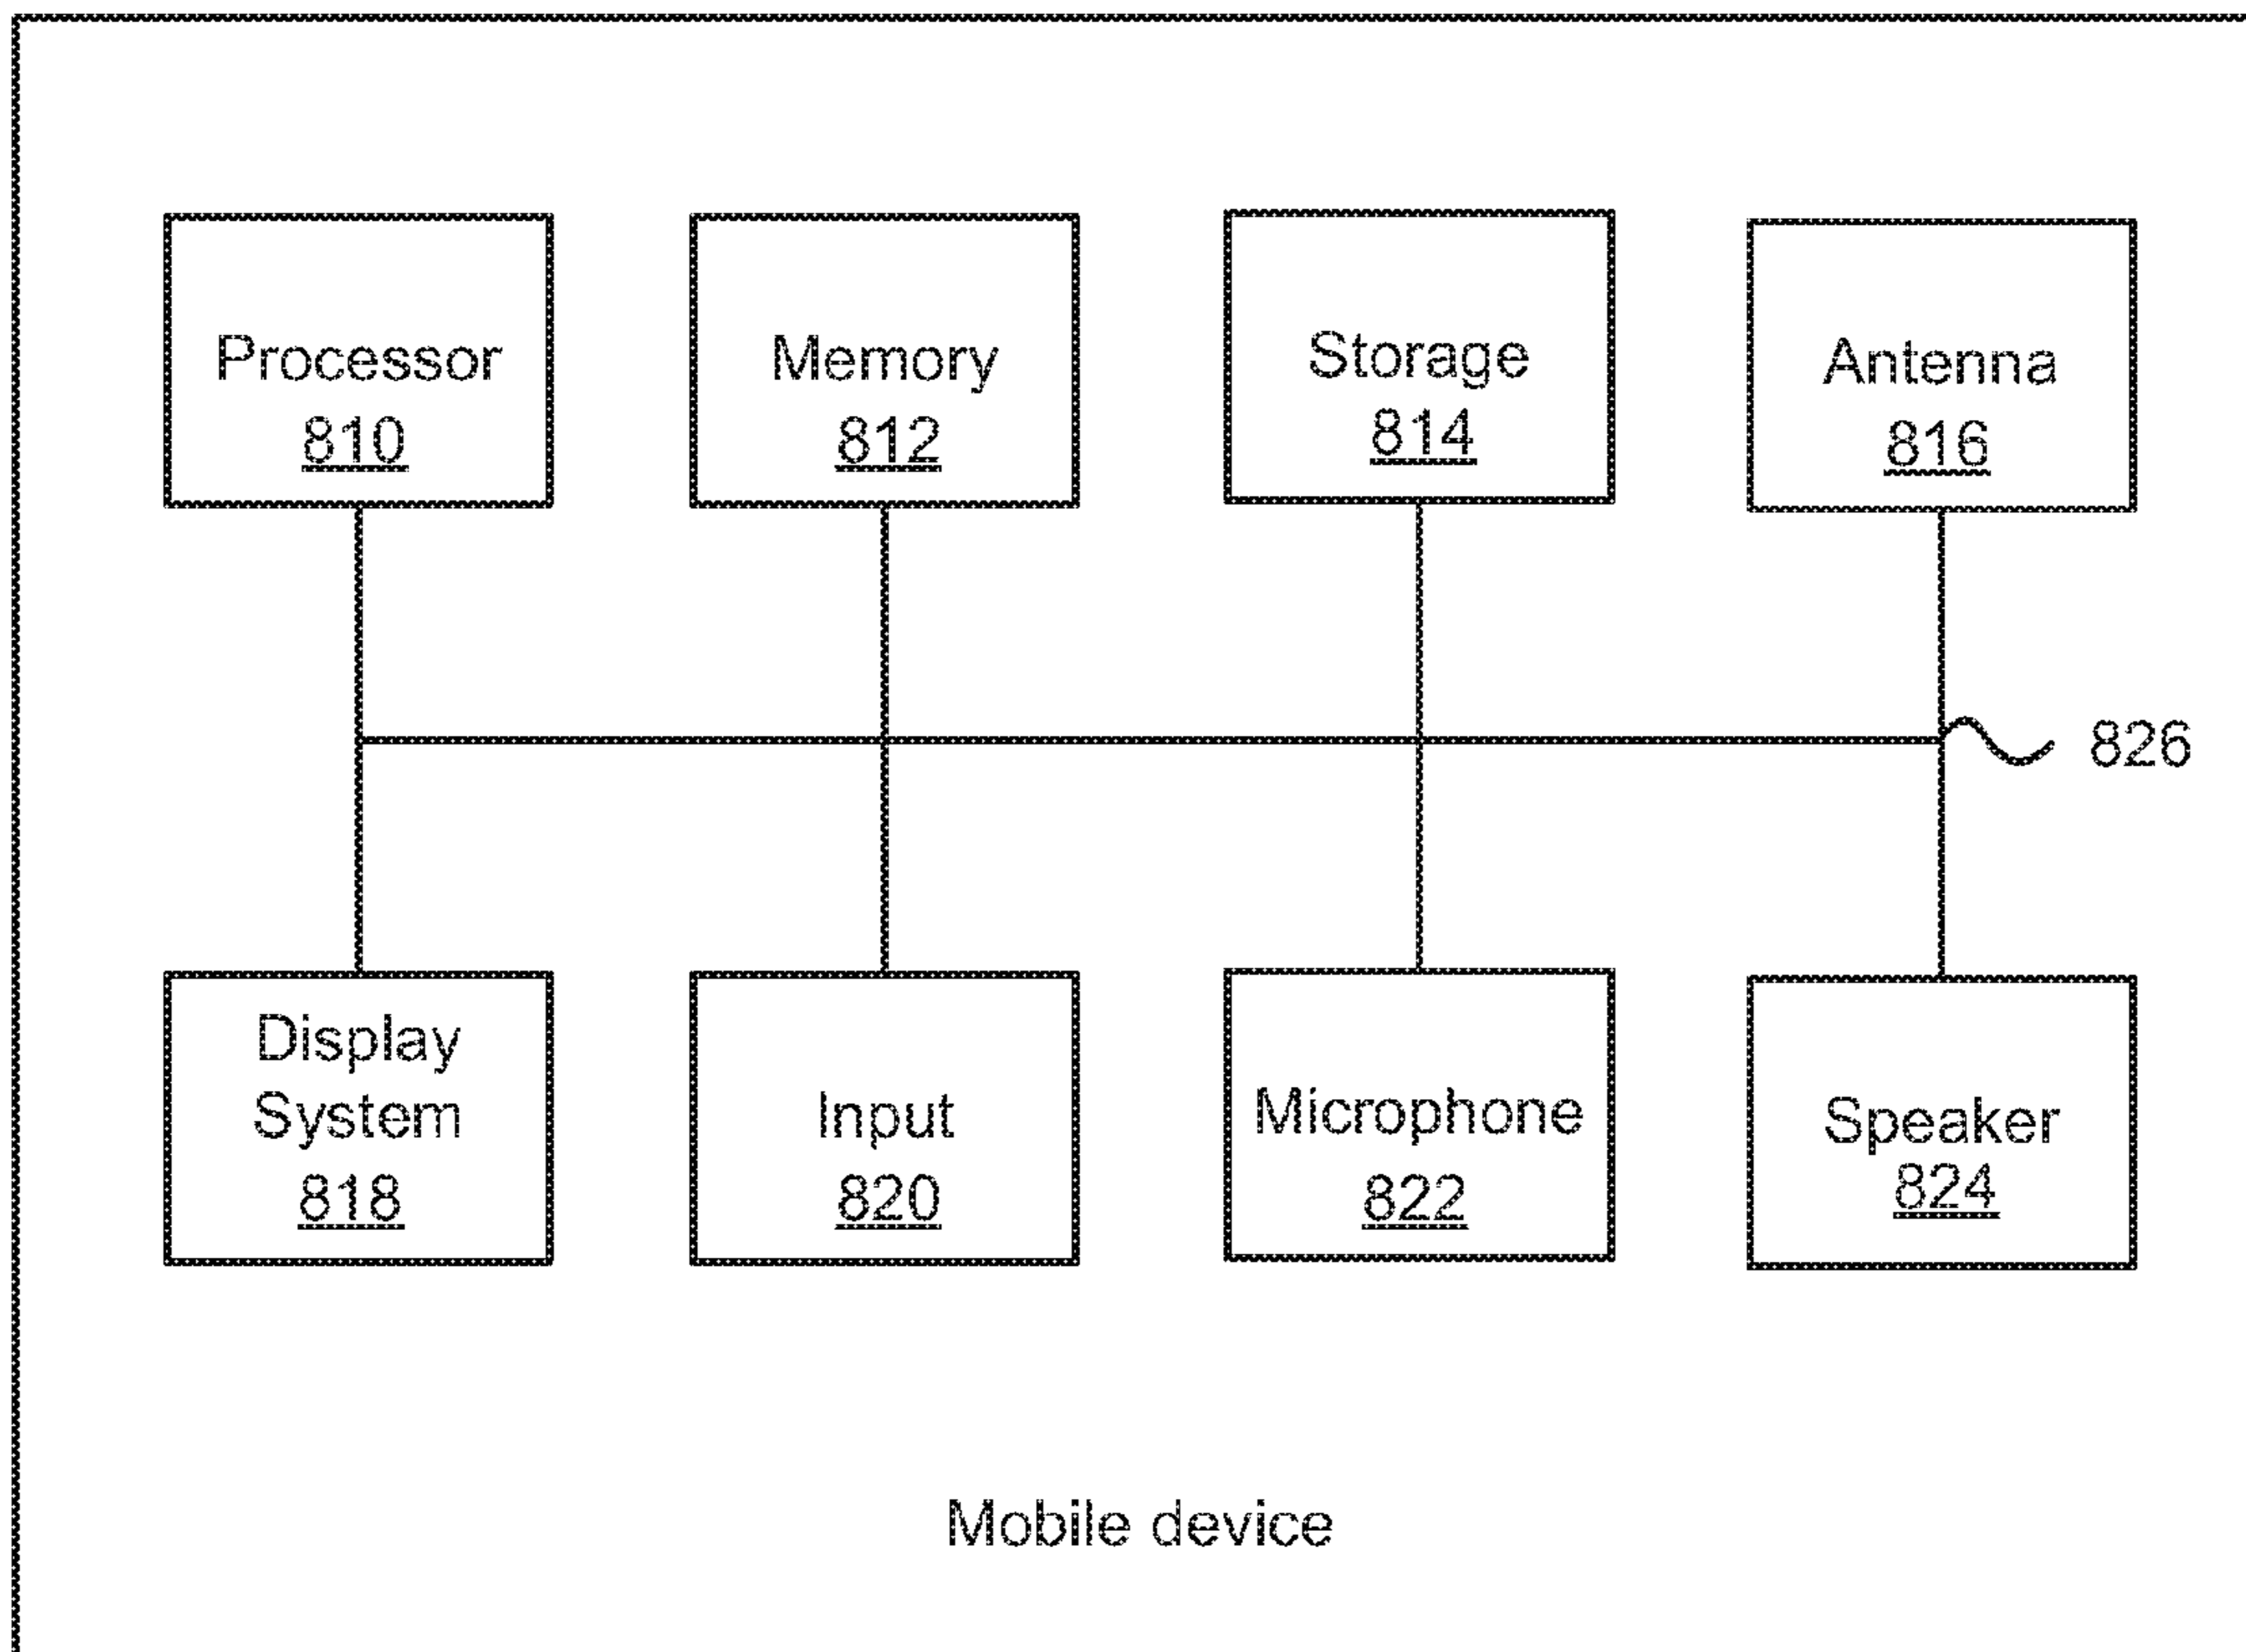 Processor
810
Memory
812
Storage
814
Antenna
816
826
Display
System
818
Input
820
Microphone
822
Speaker
824
Mobile device